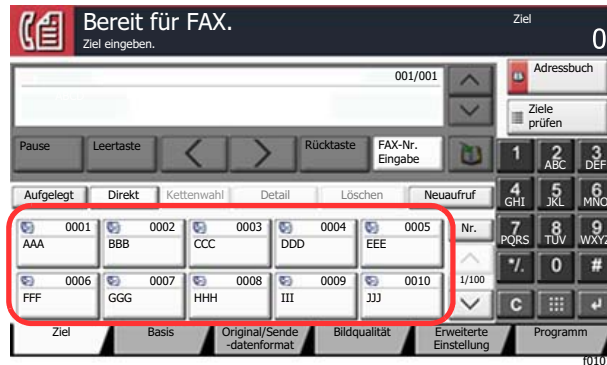 Bereit für FAX.
Ziel eingeben.
Ziel
0
001/001
Adressbuch
Ziele
prüfen
Pause
Leertaste
Rücktaste
FAX-Nr.
Eingabe
1
2
ABC
3
DEF
Aufgelegt
Direkt
Kettenwahl
Detail
Löschen
Neuaufruf
4
GHI
5
JKL
6
MNO
0001
AAA
0002
BBB
0003
CCC
0004
DDD
0005
EEE
Nr.
7
PQRS
8
TUV
9
WXYZ
0006
FFF
0007
GGG
0008
HHH
0009
III
0010
JJJ
1/100
*/.
0
#
C
Ziel
Basis
Original/Sende
-datenformat
Bildqualität
Erweiterte
Einstellung
Programm
f010